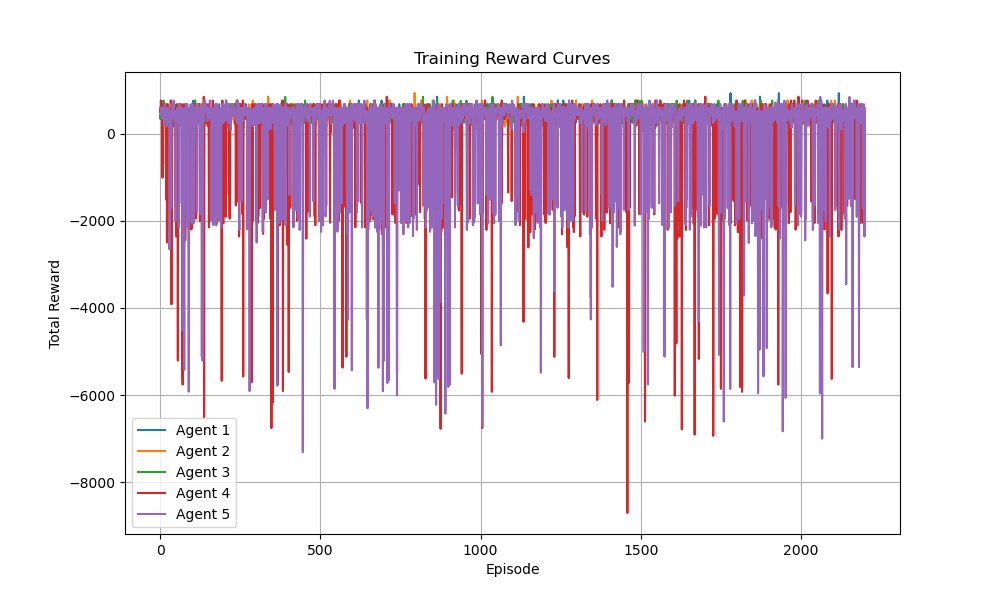 Training Reward Curves
Total Reward
0
−2000
−4000
−6000
−8000
Agent 1
Agent 2
Agent 3
Agent 4
Agent 5
0 500 1000 1500 2000
Episode